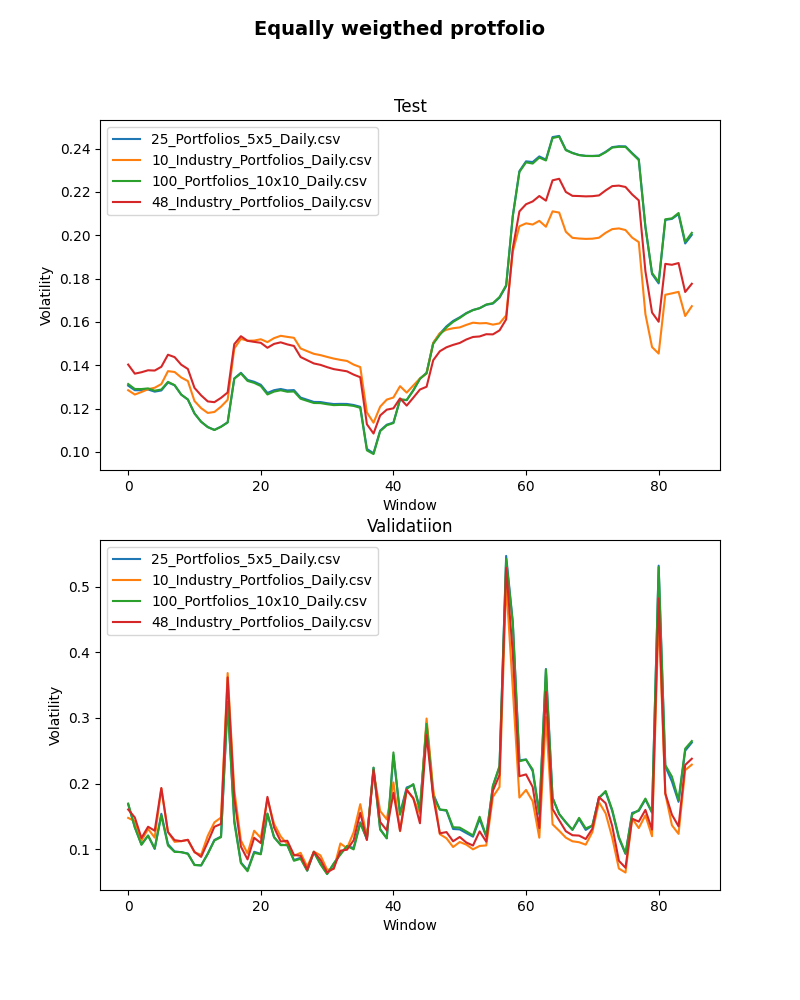 Equally weigthed protfolio
Test
25_Portfolios_5x5_Daily.csv
10_Industry_Portfolios_Daily.csv
100_Portfolios_10x10_Daily.csv
48_Industry_Portfolios_Daily.csv
Volatility
0.24
0.22
0.20
0.18
0.16
0.14
0.12
0.10
0 20 40 60 80
Window
Validatiion
25_Portfolios_5x5_Daily.csv
10_Industry_Portfolios_Daily.csv
100_Portfolios_10x10_Daily.csv
48_Industry_Portfolios_Daily.csv
Volatility
0.5
0.4
0.3
0.2
0.1
0 20 40 60 80
Window